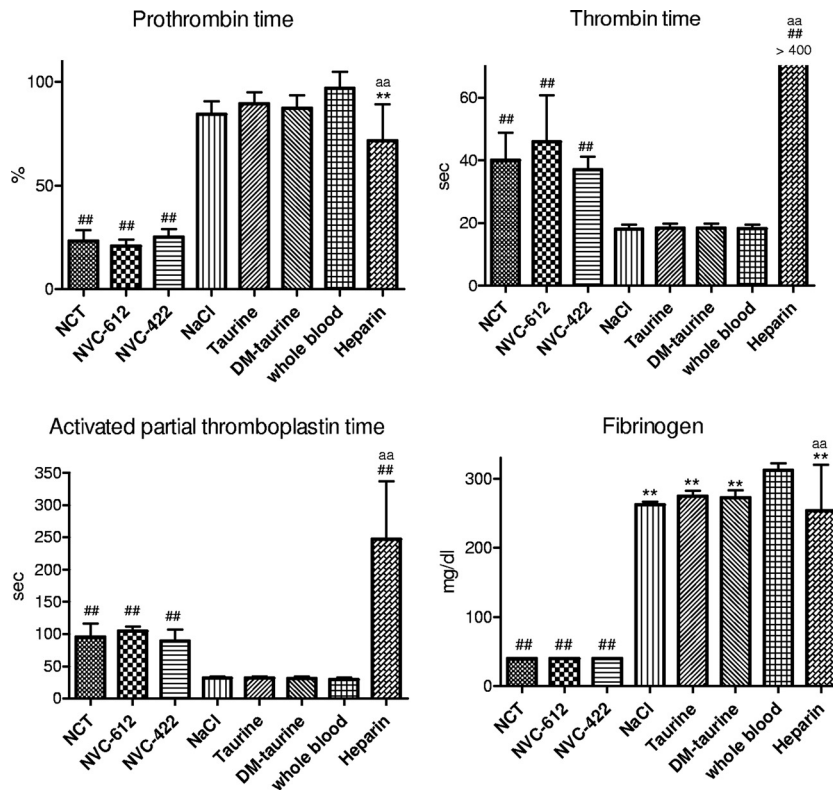 Prothrombin time
%
100
50
0
##
##
##
aa
**
NCT
NVC-612
NVC-422
NaCl
Taurine
DM-taurine
whole blood
Heparin
Thrombin time
sec
60
40
20
0
##
##
##
aa
##
> 400
NCT
NVC-612
NVC-422
NaCl
Taurine
DM-taurine
whole blood
Heparin
Activated partial thromboplastin time
sec
350
300
250
200
150
100
50
0
##
##
##
aa
##
NCT
NVC-612
NVC-422
NaCl
Taurine
DM-taurine
whole blood
Heparin
Fibrinogen
mg/dl
300
200
100
0
##
##
##
**
**
**
aa
**
NCT
NVC-612
NVC-422
NaCl
Taurine
DM-taurine
whole blood
Heparin